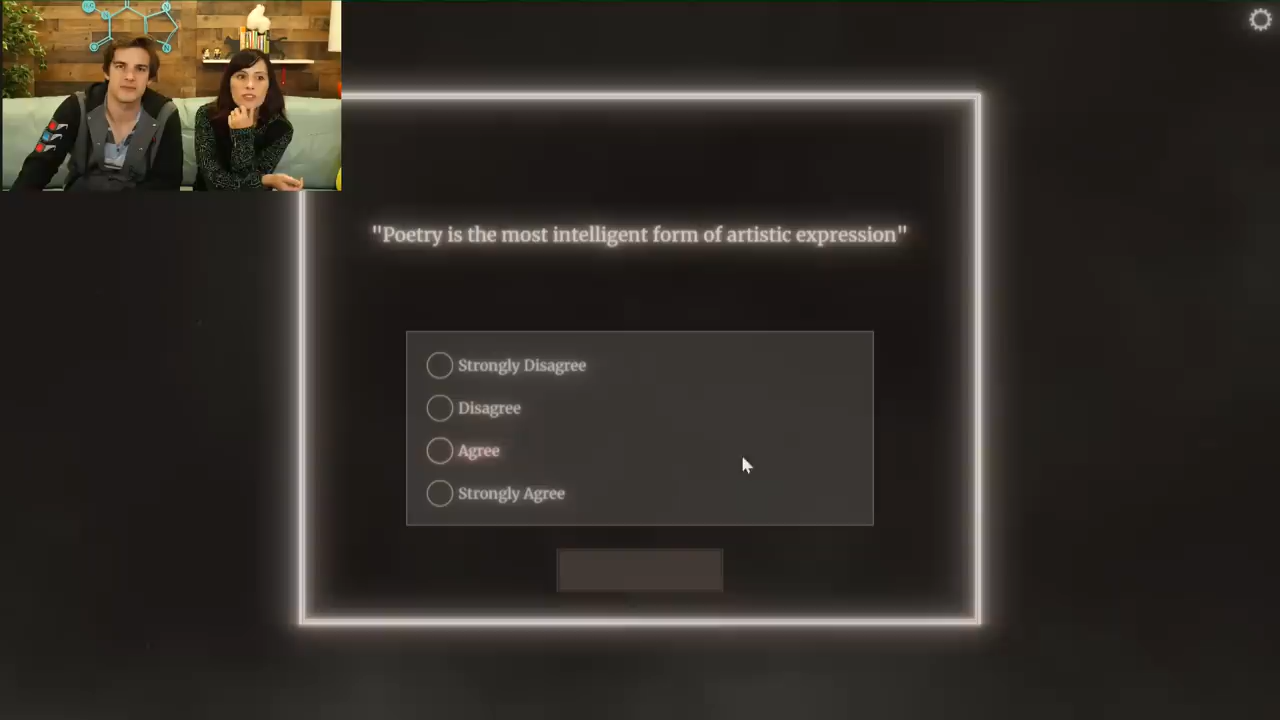 "Poetry is the most intelligent form of artistic expression"
Strongly Disagree
Disagree
Agree
Strongly Agree